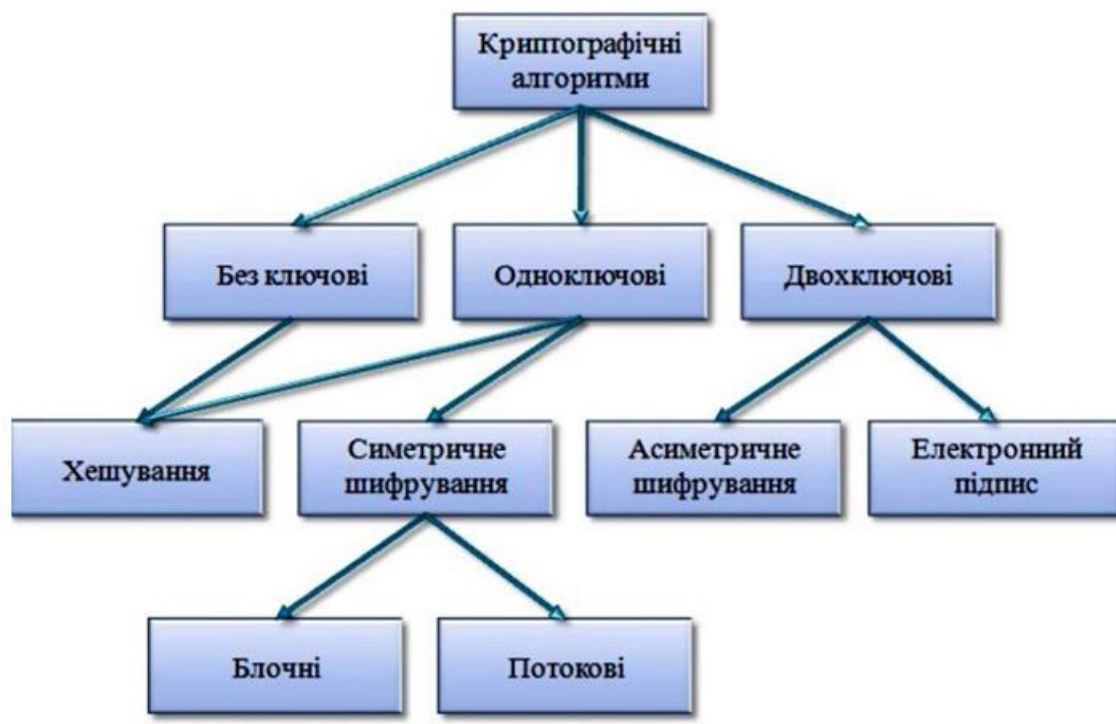 Криптографічні
алгоритми
Без ключові
Одноключові
Двохключові
Хешування
Симетричне
шифрування
Асиметричне
шифрування
Електронний
підпис
Блочні
Потокові